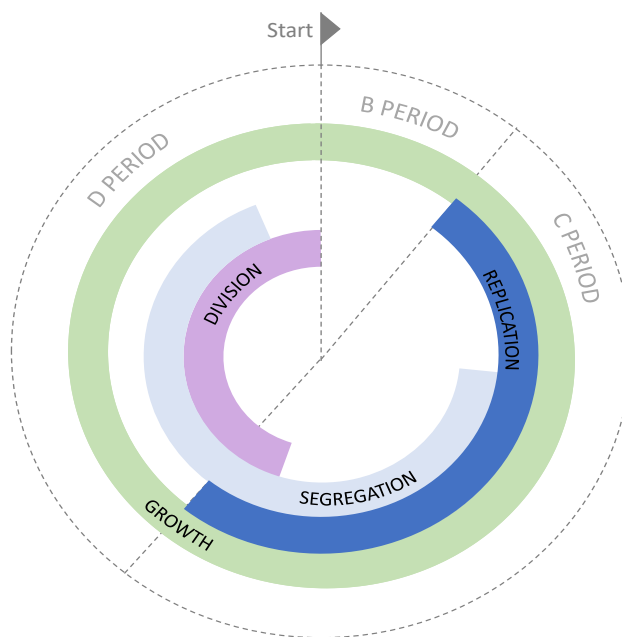 Start
B PERIOD
D PERIOD
C PERIOD
DIVISION
REPLICATION
SEGREGATION
GROWTH